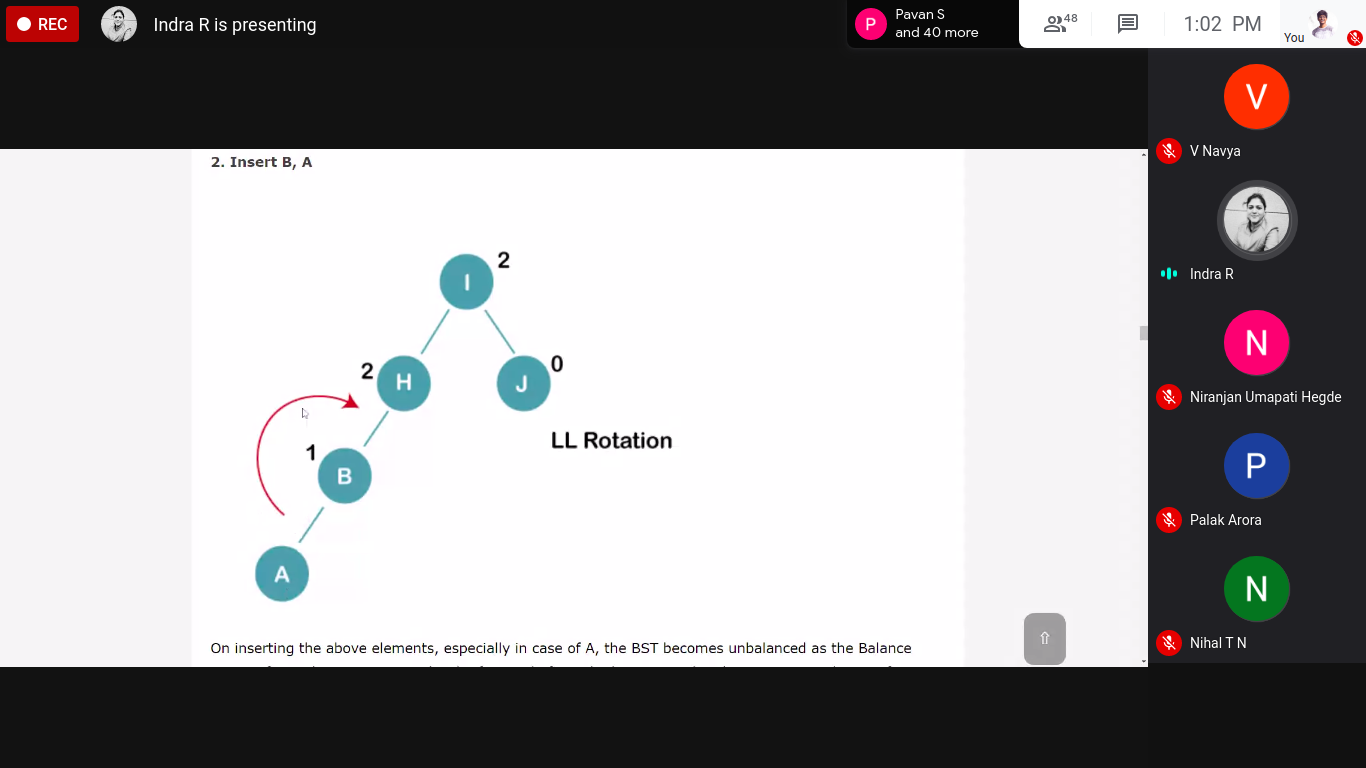 REC
Indra R is presenting
P
Pavan S
and 40 more
48
1:02 PM
You
2. Insert B, A
I
2
2
H
J
0
1
B
LL Rotation
A
On inserting the above elements, especially in case of A, the BST becomes unbalanced as the Balance
V
V Navya
Indra R
N
Niranjan Umapati Hegde
P
Palak Arora
N
Nihal T N